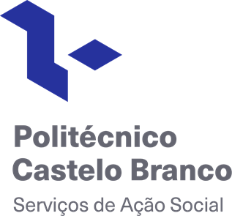 Politécnico
Castelo Branco
Serviços de Ação Social